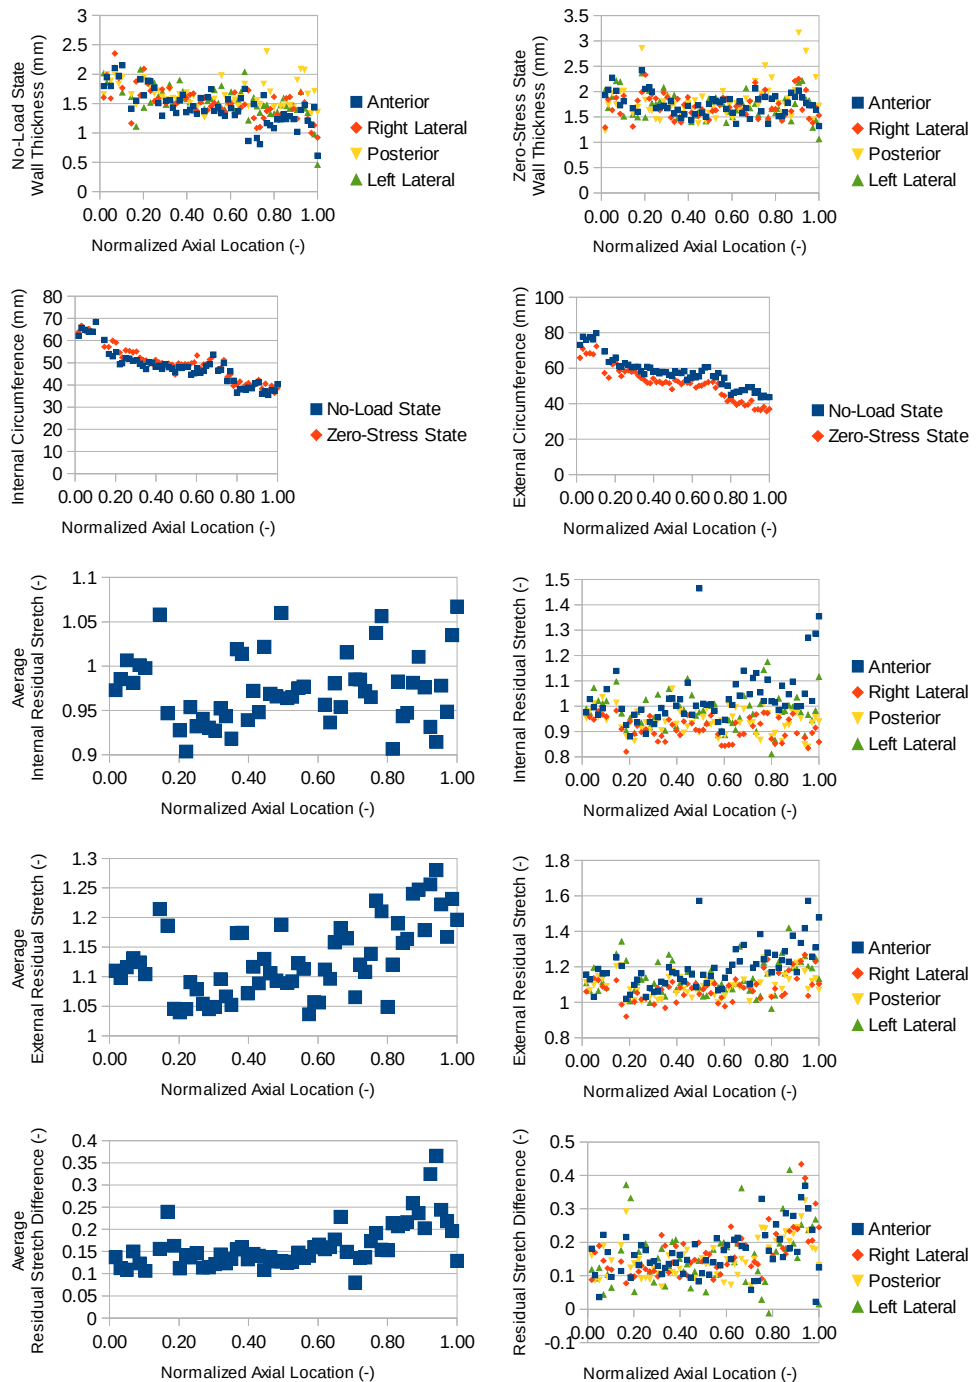 No-Load State
Wall Thickness (mm)
3
2.5
2
1.5
1
0.5
0
0.00 0.20 0.40 0.60 0.80 1.00
Normalized Axial Location (-)
Anterior
Right Lateral
Posterior
Left Lateral
Zero-Stress State
Wall Thickness (mm)
3.5
3
2.5
2
1.5
1
0.5
0
0.00 0.20 0.40 0.60 0.80 1.00
Normalized Axial Location (-)
Anterior
Right Lateral
Posterior
Left Lateral
Internal Circumference (mm)
80
70
60
50
40
30
20
10
0
0.00 0.20 0.40 0.60 0.80 1.00
Normalized Axial Location (-)
No-Load State
Zero-Stress State
External Circumference (mm)
100
80
60
40
20
0
0.00 0.20 0.40 0.60 0.80 1.00
Normalized Axial Location (-)
No-Load State
Zero-Stress State
Average
Internal Residual Stretch (-)
1.1
1.05
1
0.95
0.9
0.00 0.20 0.40 0.60 0.80 1.00
Normalized Axial Location (-)
Internal Residual Stretch (-)
1.5
1.4
1.3
1.2
1.1
1
0.9
0.8
0.00 0.20 0.40 0.60 0.80 1.00
Normalized Axial Location (-)
Anterior
Right Lateral
Posterior
Left Lateral
Average
External Residual Stretch (-)
1.3
1.25
1.2
1.15
1.1
1.05
1
0.00 0.20 0.40 0.60 0.80 1.00
Normalized Axial Location (-)
External Residual Stretch (-)
1.8
1.6
1.4
1.2
1
0.8
0.00 0.20 0.40 0.60 0.80 1.00
Normalized Axial Location (-)
Anterior
Right Lateral
Posterior
Left Lateral
Average
Residual Stretch Difference (-)
0.4
0.35
0.3
0.25
0.2
0.15
0.1
0.05
0
0.00 0.20 0.40 0.60 0.80 1.00
Normalized Axial Location (-)
Residual Stretch Difference (-)
0.5
0.4
0.3
0.2
0.1
0
-0.1
0.00 0.20 0.40 0.60 0.80 1.00
Normalized Axial Location (-)
Anterior
Right Lateral
Posterior
Left Lateral